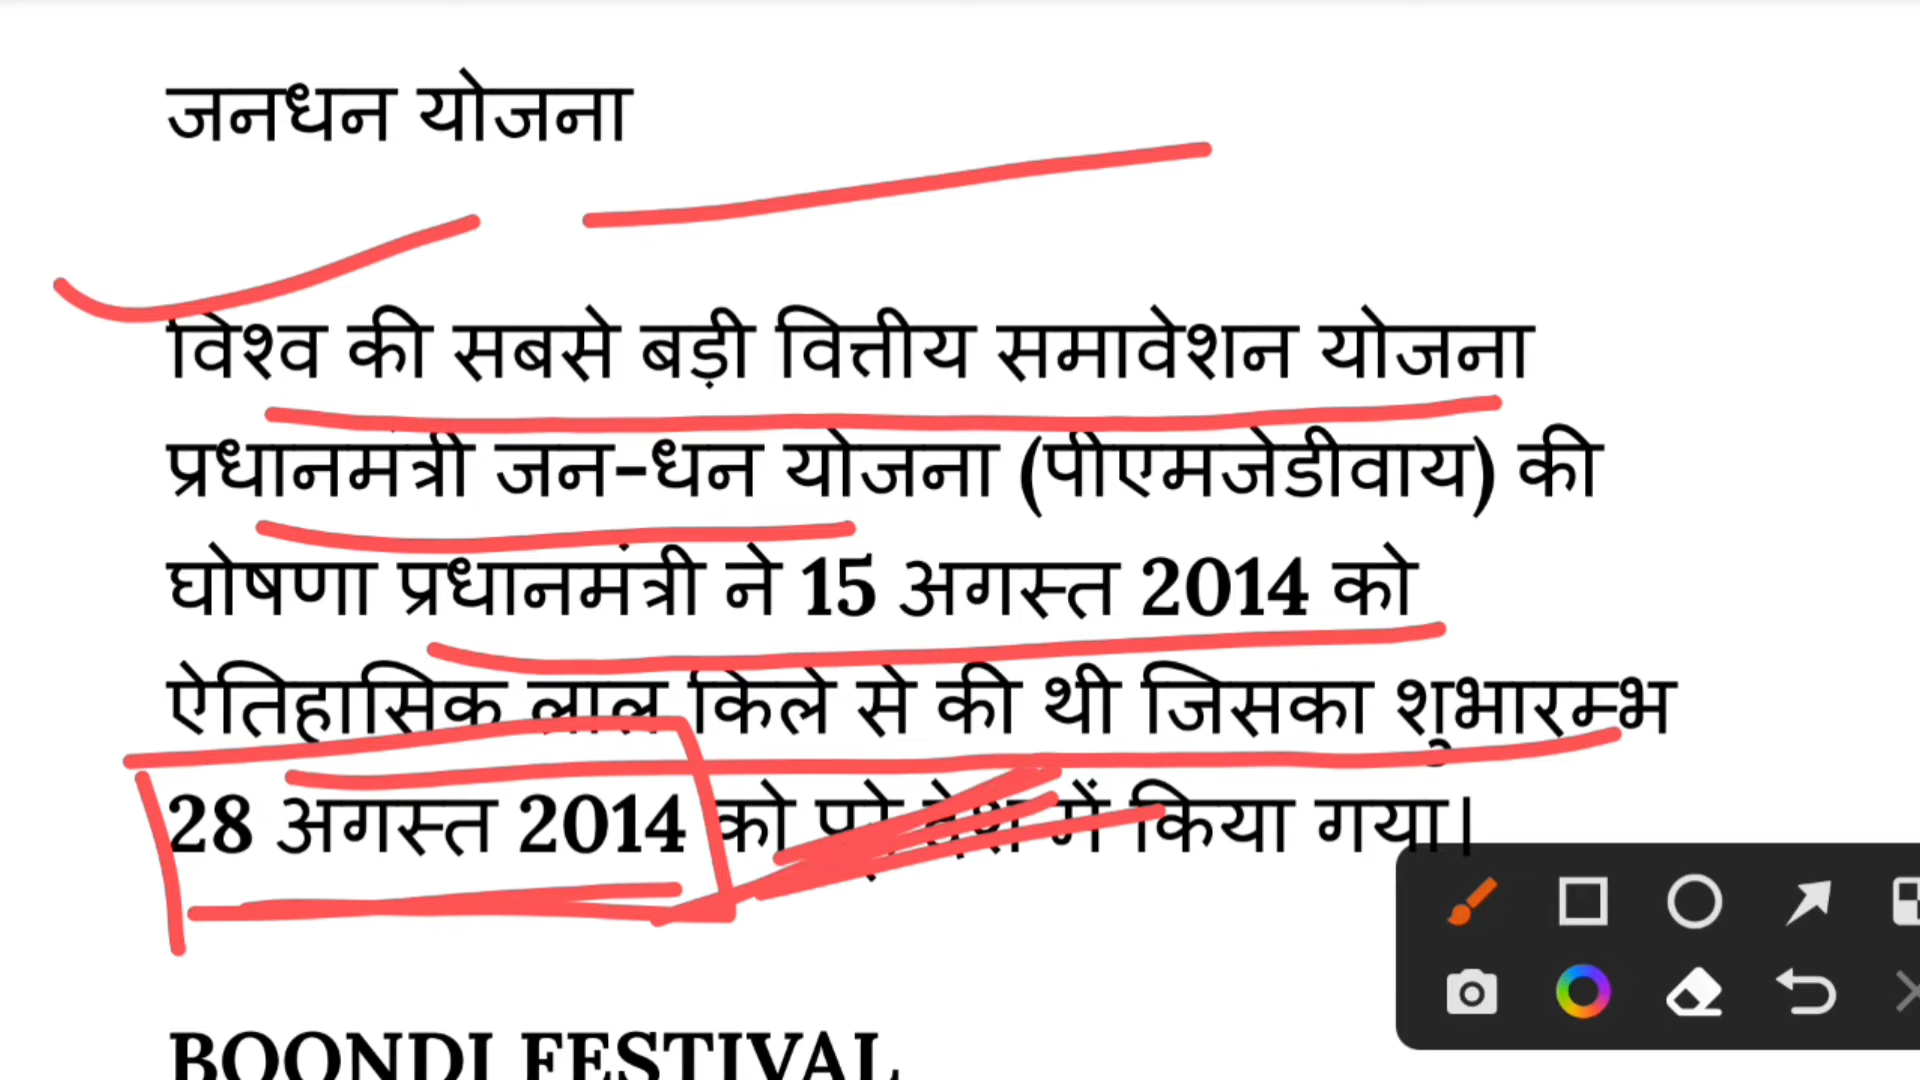 जनधन योजना
विश्व की सबसे बड़ी वित्तीय समावेशन योजना
प्रधानमंत्री जन-धन योजना (पीएमजेडीवाय) की
घोषणा प्रधानमंत्री ने 15 अगस्त 2014 को
ऐतिहासिक लाल किले से की थी जिसका शुभारम्भ
28 अगस्त 2014 को पूरे देश में किया गया।
BOONDI FESTIVAL